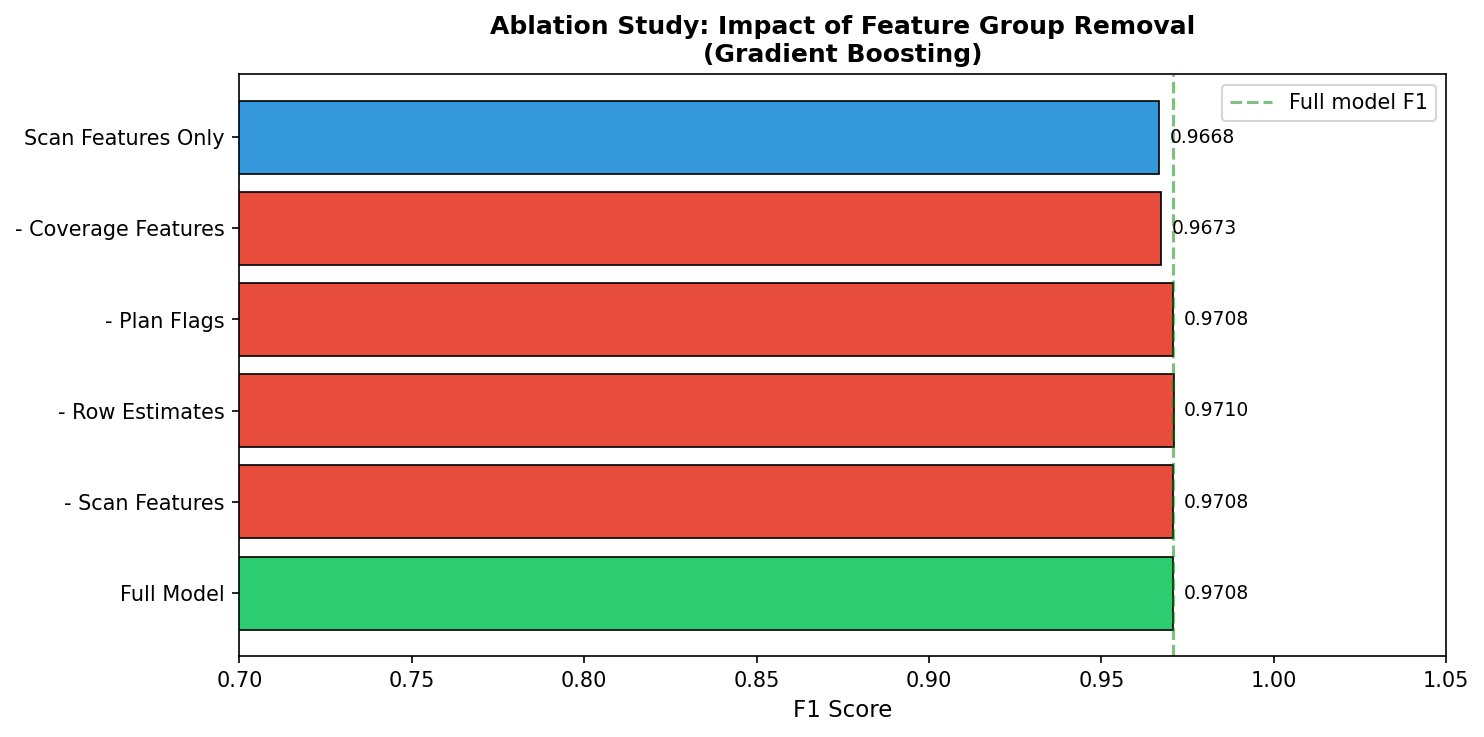 Ablation Study: Impact of Feature Group Removal
(Gradient Boosting)
Full model F1
Scan Features Only
0.9668
- Coverage Features
0.9673
- Plan Flags
0.9708
- Row Estimates
0.9710
- Scan Features
0.9708
Full Model
0.9708
0.70 0.75 0.80 0.85 0.90 0.95 1.00 1.05
F1 Score